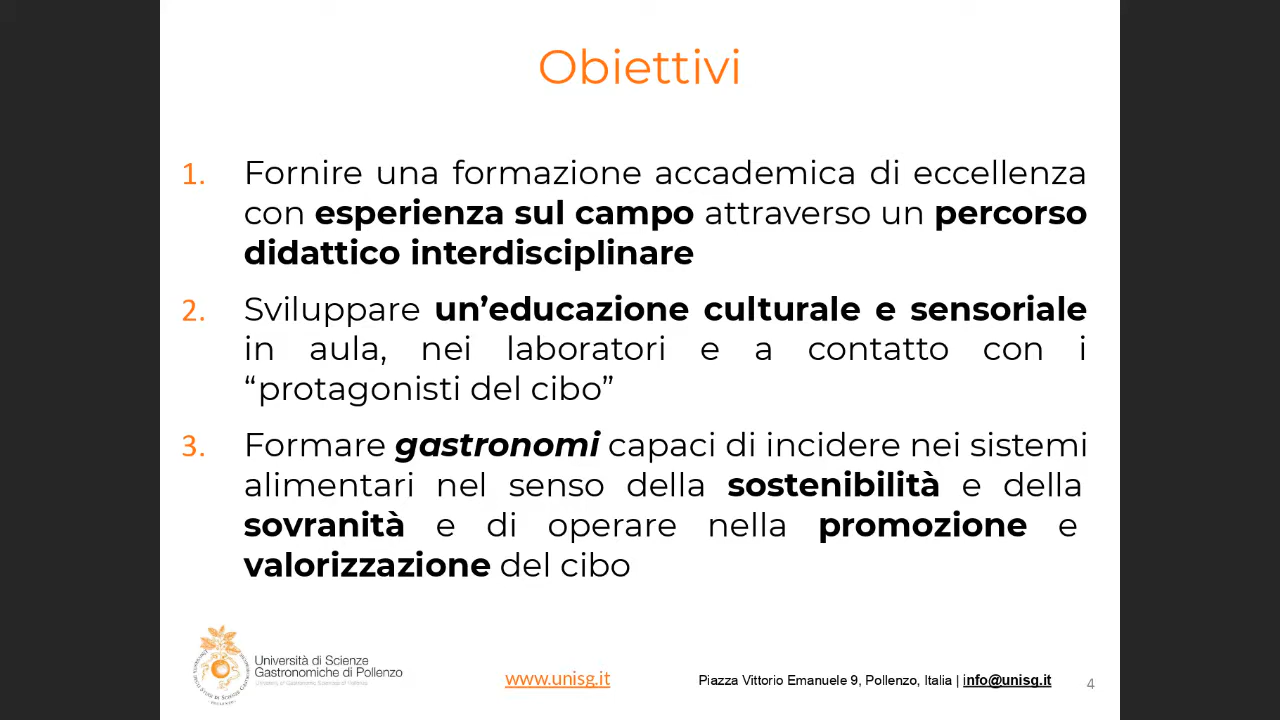 Obiettivi
1. Fornire una formazione accademica di eccellenza
con esperienza sul campo attraverso un percorso
didattico interdisciplinare
2. Sviluppare un’educazione culturale e sensoriale
in aula, nei laboratori e a contatto con i
“protagonisti del cibo”
3. Formare gastronomi capaci di incidere nei sistemi
alimentari nel senso della sostenibilità e della
sovranità e di operare nella promozione e
valorizzazione del cibo
Università di Scienze
Gastronomiche di Pollenzo
www.unisg.it
Piazza Vittorio Emanuele 9, Pollenzo, Italia | info@unisg.it
4